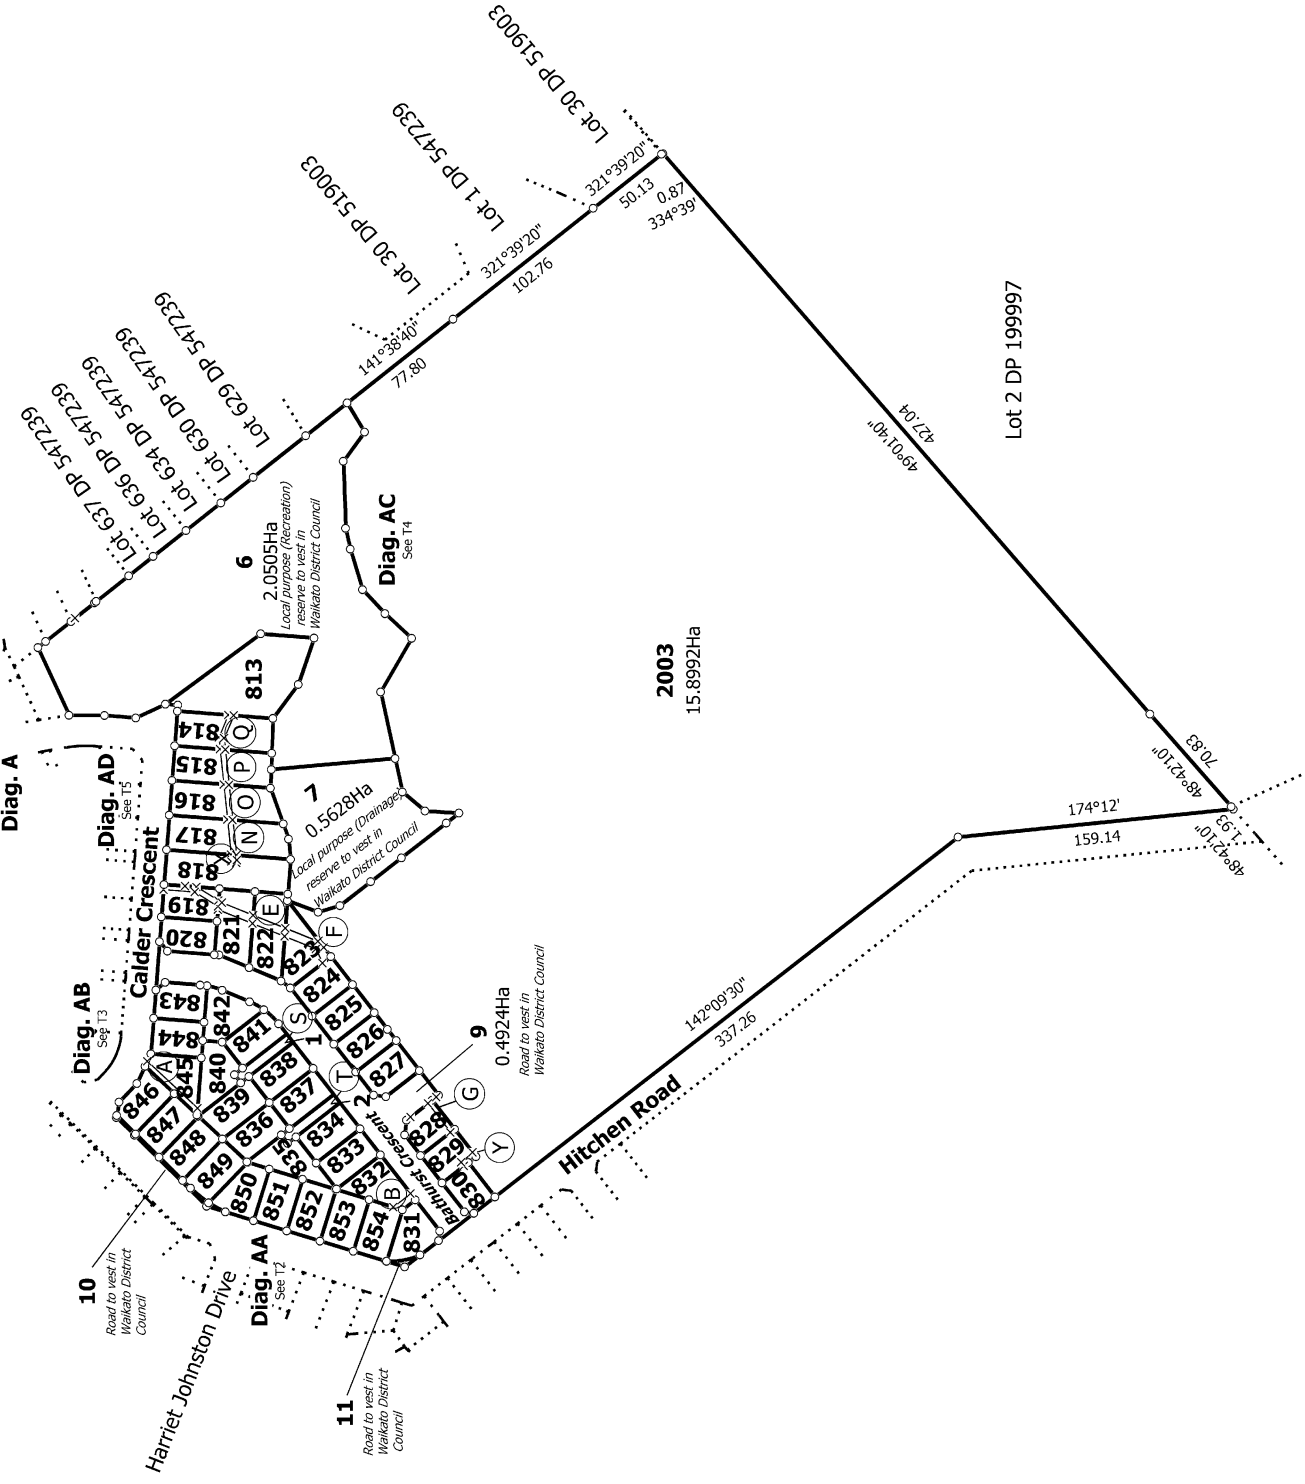 Lot 30 DP 519003
Lot 1 DP 547239
Lot 30 DP 519003
Lot 629 DP 547239
Lot 630 DP 547239
Lot 634 DP 547239
Lot 636 DP 547239
Lot 637 DP 547239
321°39'20"
50.13
0.87
334°39'
321°39'20"
102.76
141°38'40"
77.80
427.04
49°01'40"
Lot 2 DP 199997
6
2.0505Ha
Local purpose (Recreation)
reserve to vest in
Waikato District Council
Diag. AC
See T4
2003
15.8992Ha
813
814
Q
815
P
816
O
817
N
818
819
820
821
E
822
F
823
824
825
826
827
828
829
830
7
0.5628Ha
Local purpose (Drainage)
reserve to vest in
Waikato District Council
Diag. A
Diag. AD
See T5
Calder Crescent
Diag. AB
See T3
843
844
842
845
A
841
840
846
847
839
838
848
836
837
849
835
834
850
833
851
832
852
853
854
831
B
S
1
T
2
Bathurst Crescent
G
Y
9
0.4924Ha
Road to vest in
Waikato District Council
70.83
48°42'10"
1.93
48°42'10"
174°12'
159.14
142°09'30"
337.26
Hitchen Road
10
Road to vest in
Waikato District
Council
Diag. AA
See T2
Harriet Johnston Drive
11
Road to vest in
Waikato District
Council